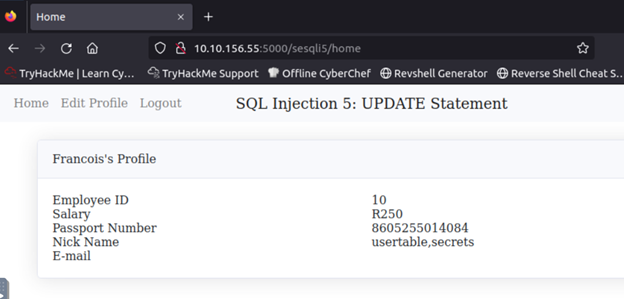 Home
10.10.156.55:5000/sesqli5/home
TryHackMe | Learn Cy... TryHackMe Support Offline CyberChef Revshell Generator Reverse Shell Cheat S...
Home Edit Profile Logout SQL Injection 5: UPDATE Statement
Francois's Profile
Employee ID 10
Salary R250
Passport Number 8605255014084
Nick Name usertable,secrets
E-mail